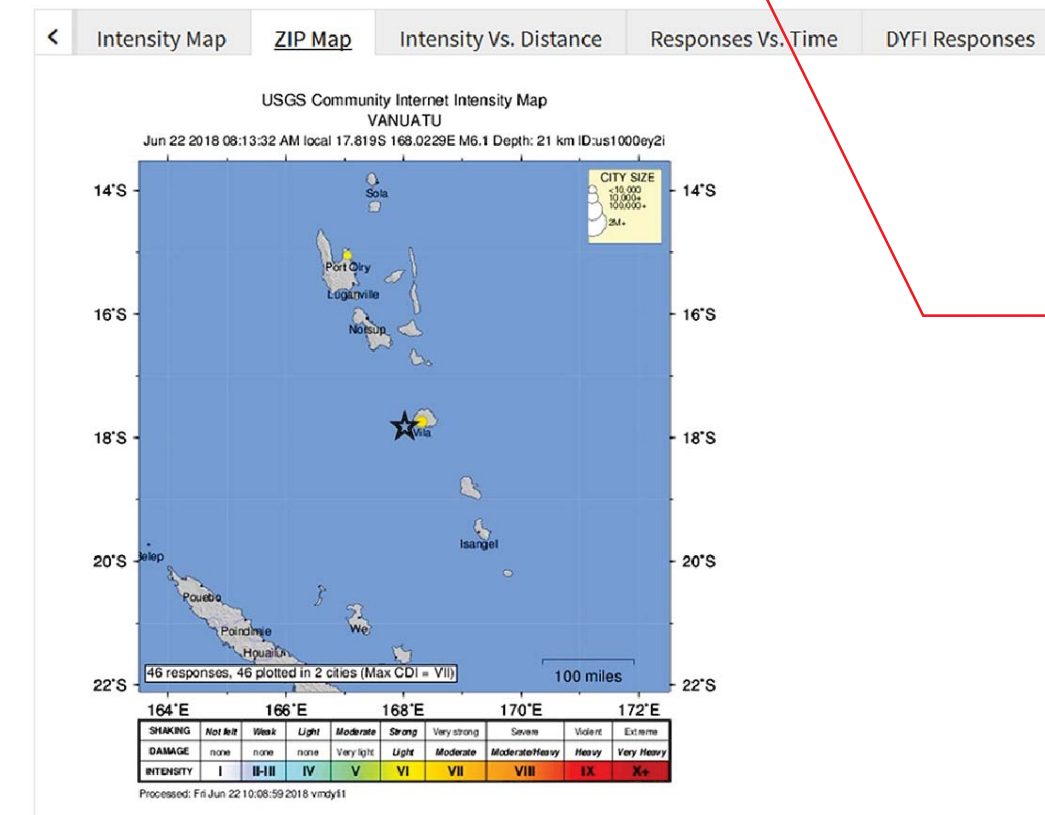 < Intensity Map ZIP Map Intensity Vs. Distance Responses Vs. Time DYFI Responses
USGS Community Internet Intensity Map
VANUATU
Jun 22 2018 08:13:32 AM local 17.819S 168.0229E M6.1 Depth: 21 km ID:us1000ey2i
CITY SIZE
<10,000
10,000+
100,000+
2M+
14°S 14°S
Sola
Port Olry
Luganville
16°S 16°S
Norsup
18°S 18°S
Vila
Isangel
20°S 20°S
Belep
Pouebo
Poindimie
We
Houailu
46 responses, 46 plotted in 2 cities (Max CDI = VII)
100 miles
22°S 22°S
164°E 166°E 168°E 170°E 172°E
SHAKING Not felt Weak Light Moderate Strong Very strong Severe Violent Extreme
DAMAGE none none none Very light Light Moderate Moderate/Heavy Heavy Very Heavy
INTENSITY I II-III IV V VI VII VIII IX X+
Processed: Fri Jun 22 10:08:59 2018 vmdyfi1